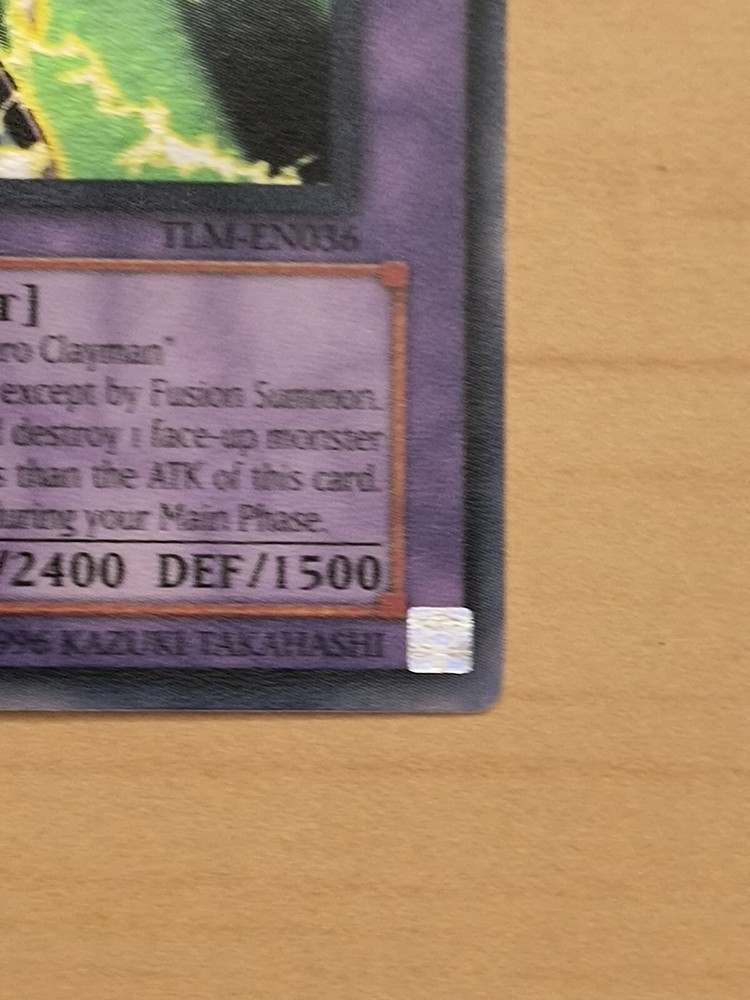 TLM-EN036
r]
ro Clayman"
except by Fusion Summon.
destroy 1 face-up monster
s than the ATK of this card.
during your Main Phase.
/2400 DEF/1500
996 KAZUKI TAKAHASHI